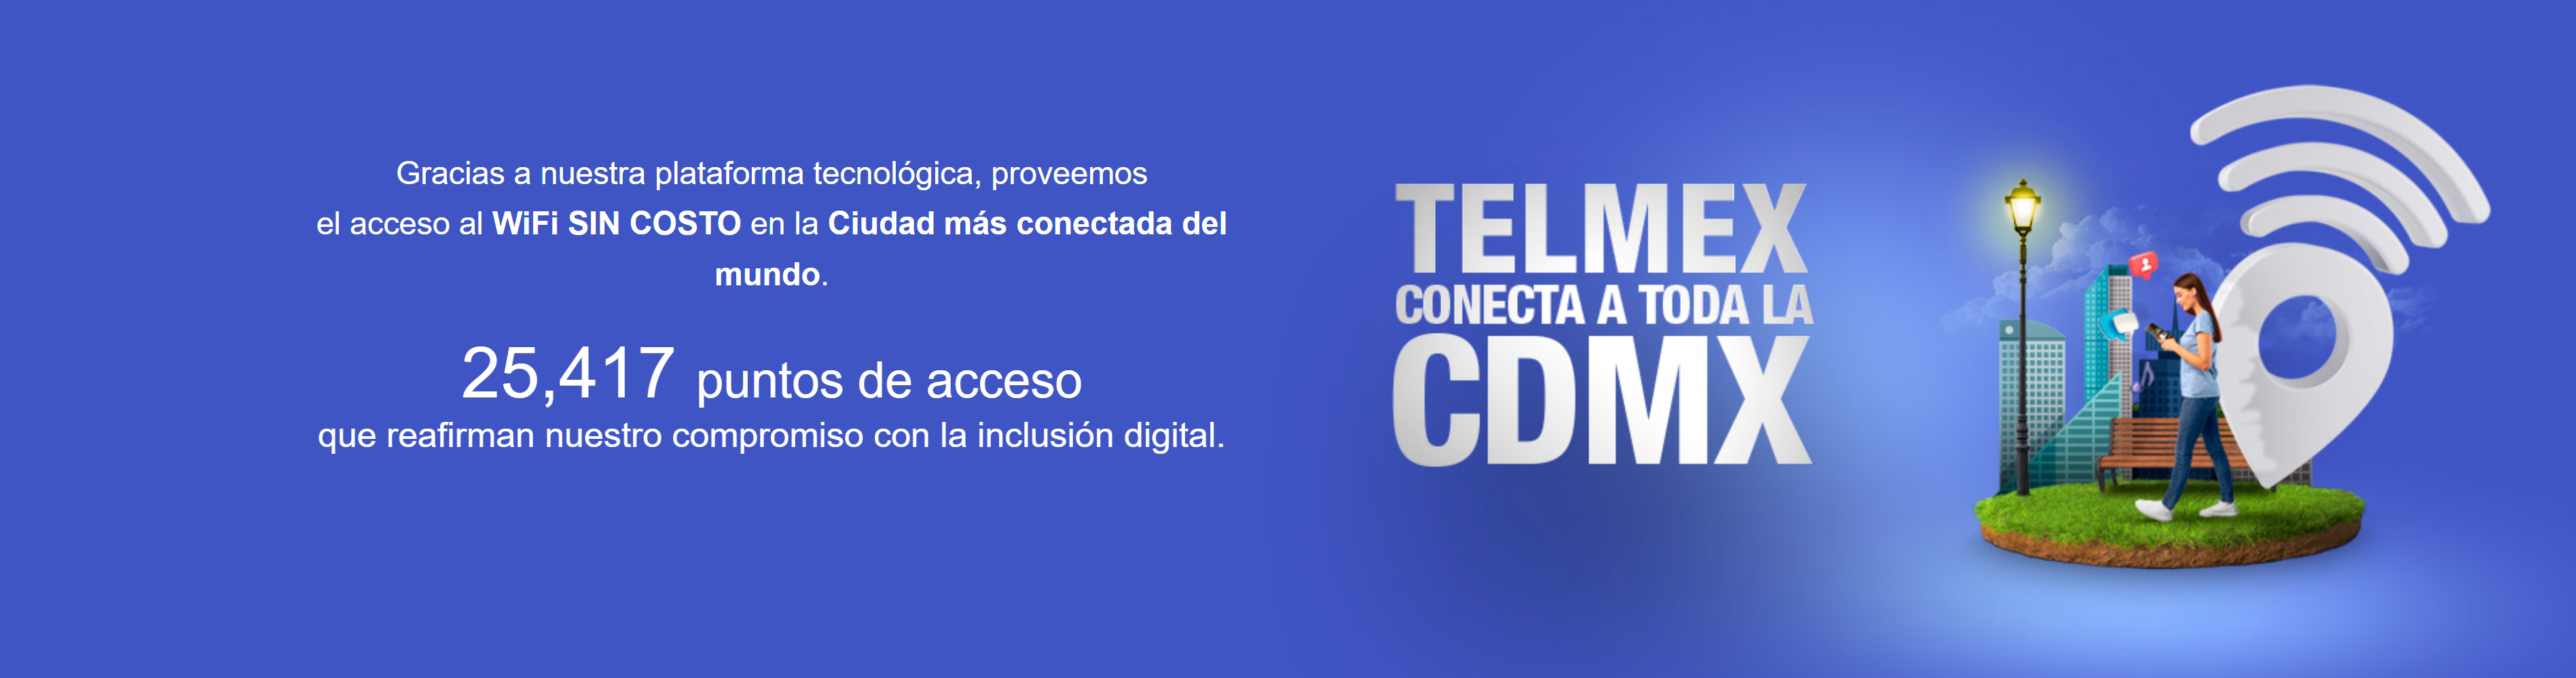 Gracias a nuestra plataforma tecnológica, proveemos
el acceso al WiFi SIN COSTO en la Ciudad más conectada del
mundo.
25,417 puntos de acceso
que reafirman nuestro compromiso con la inclusión digital.
TELMEX
CONECTA A TODA LA
CDMX